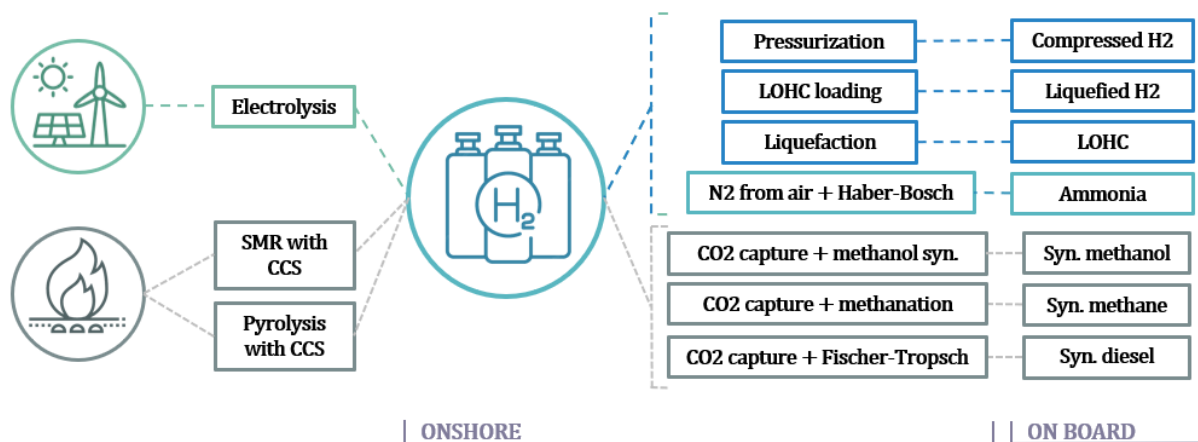 Electrolysis
SMR with
CCS
Pyrolysis
with CCS
H2
Pressurization
Compressed H2
LOHC loading
Liquefied H2
Liquefaction
LOHC
N2 from air + Haber-Bosch
Ammonia
CO2 capture + methanol syn.
Syn. methanol
CO2 capture + methanation
Syn. methane
CO2 capture + Fischer-Tropsch
Syn. diesel
ONSHORE
ON BOARD